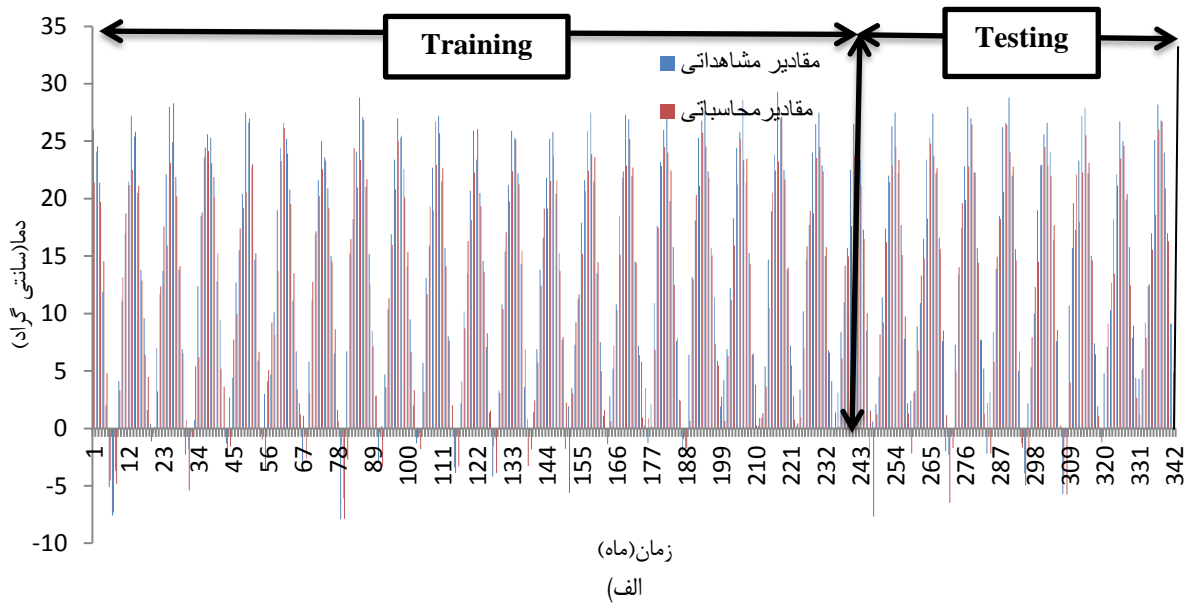 Training
Testing
مقادیر مشاهداتی
مقادیر محاسباتی
35
30
25
20
15
10
5
0
-5
-10
دما(سانتی گراد)
1 12 23 34 45 56 67 78 89 100 111 122 133 144 155 166 177 188 199 210 221 232 243 254 265 276 287 298 309 320 331 342
زمان(ماه)
الف)